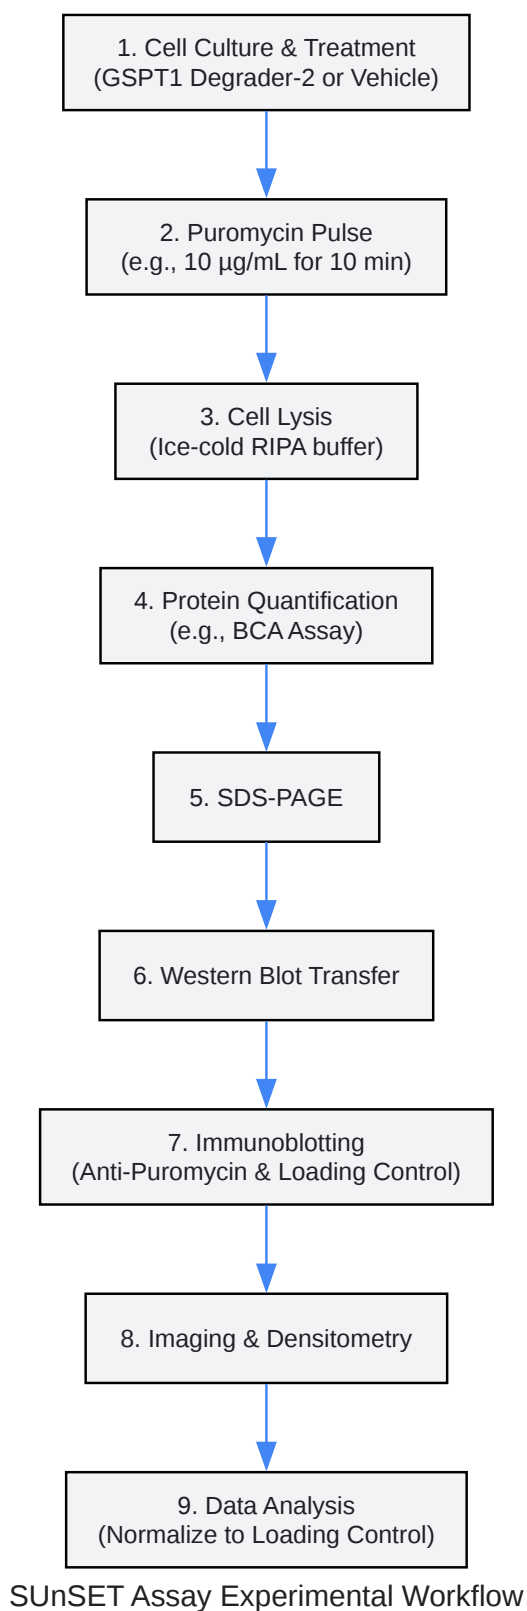 1. Cell Culture & Treatment
(GSPT1 Degrader-2 or Vehicle)
2. Puromycin Pulse
(e.g., 10 µg/mL for 10 min)
3. Cell Lysis
(Ice-cold RIPA buffer)
4. Protein Quantification
(e.g., BCA Assay)
5. SDS-PAGE
6. Western Blot Transfer
7. Immunoblotting
(Anti-Puromycin & Loading Control)
8. Imaging & Densitometry
9. Data Analysis
(Normalize to Loading Control)
SUnSET Assay Experimental Workflow